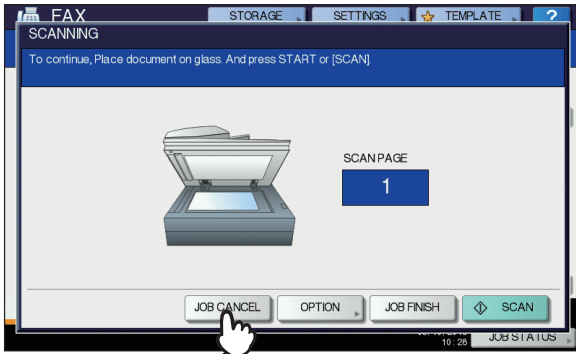 FAX
STORAGE
SETTINGS
TEMPLATE
?
SCANNING
To continue, Place document on glass. And press START or [SCAN].
SCAN PAGE
1
JOB CANCEL
OPTION
JOB FINISH
SCAN
10: 28
JOB STATUS